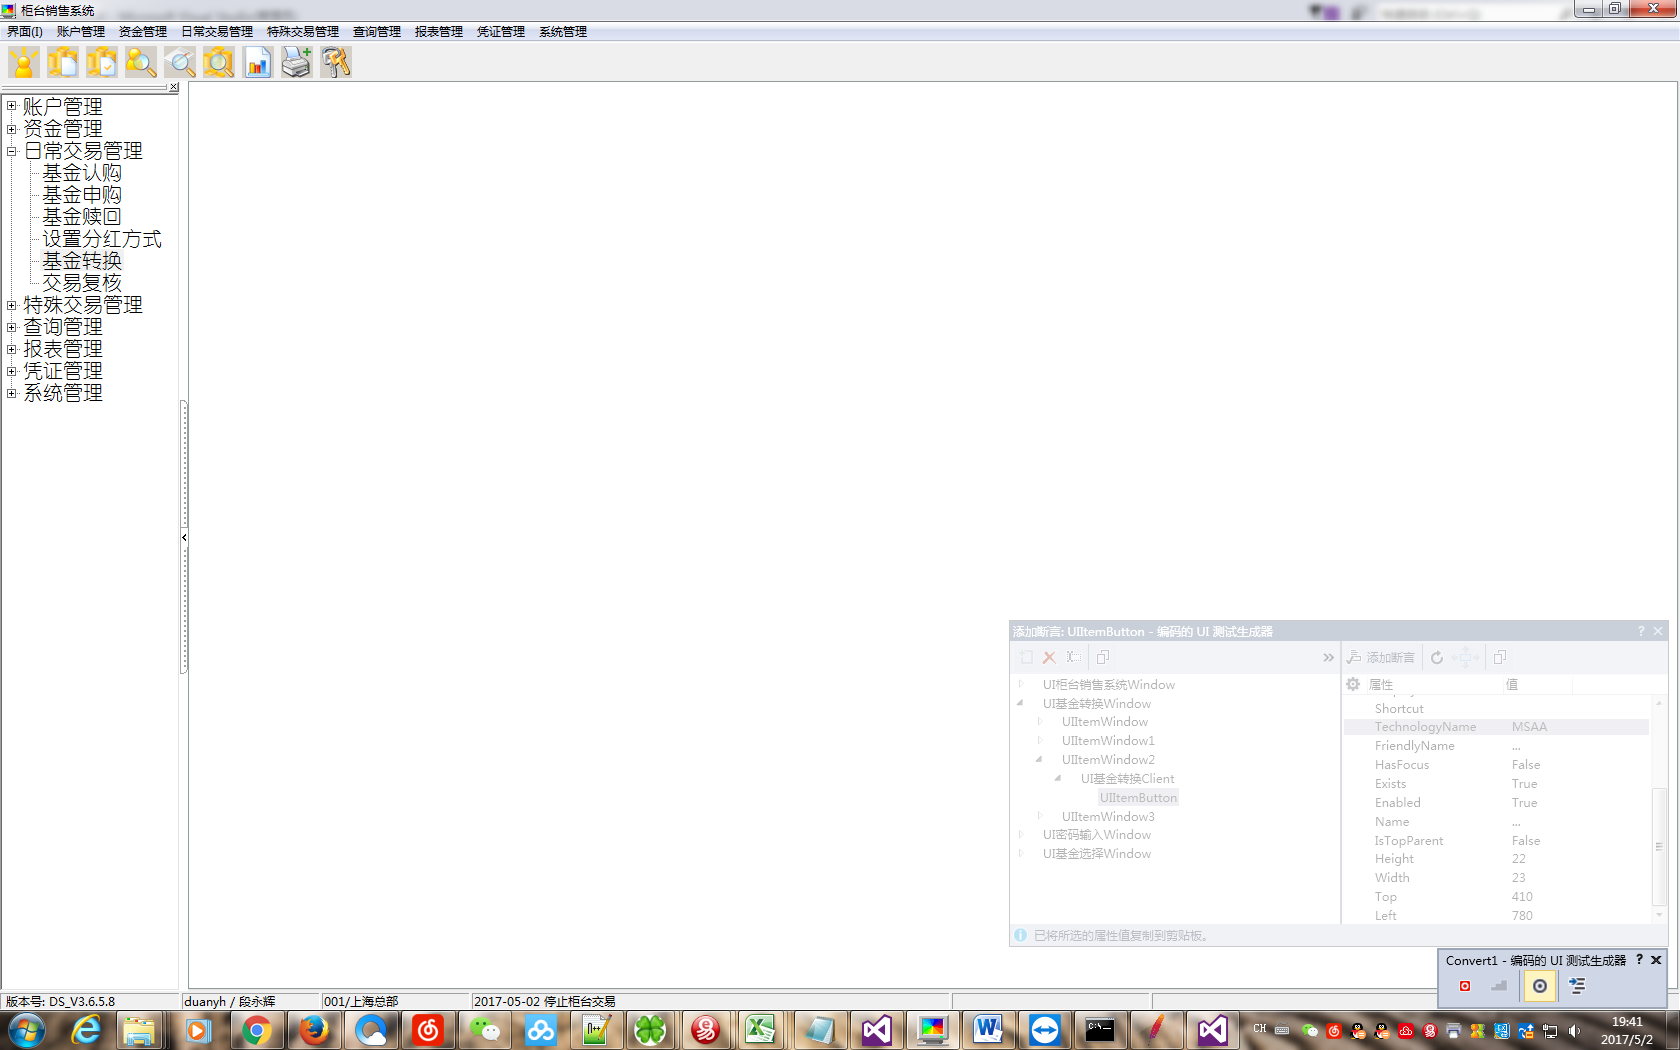 柜台销售系统
界面(I) 账户管理 资金管理 日常交易管理 特殊交易管理 查询管理 报表管理 凭证管理 系统管理
账户管理
资金管理
日常交易管理
基金认购
基金申购
基金赎回
设置分红方式
基金转换
交易复核
特殊交易管理
查询管理
报表管理
凭证管理
系统管理
添加断言: UIItemButton - 编码的 UI 测试生成器
添加断言
UI柜台销售系统Window
UI基金转换Window
UIItemWindow
UIItemWindow1
UIItemWindow2
UI基金转换Client
UIItemButton
UIItemWindow3
UI密码输入Window
UI基金选择Window
属性 值
Shortcut
TechnologyName MSAA
FriendlyName ...
HasFocus False
Exists True
Enabled True
Name ...
IsTopParent False
Height 22
Width 23
Top 410
Left 780
已将所选的属性值复制到剪贴板。
Convert1 - 编码的 UI 测试生成器
版本号: DS_V3.6.5.8 duanyh / 段永辉 001/上海总部 2017-05-02 停止柜台交易
CH
19:41
2017/5/2